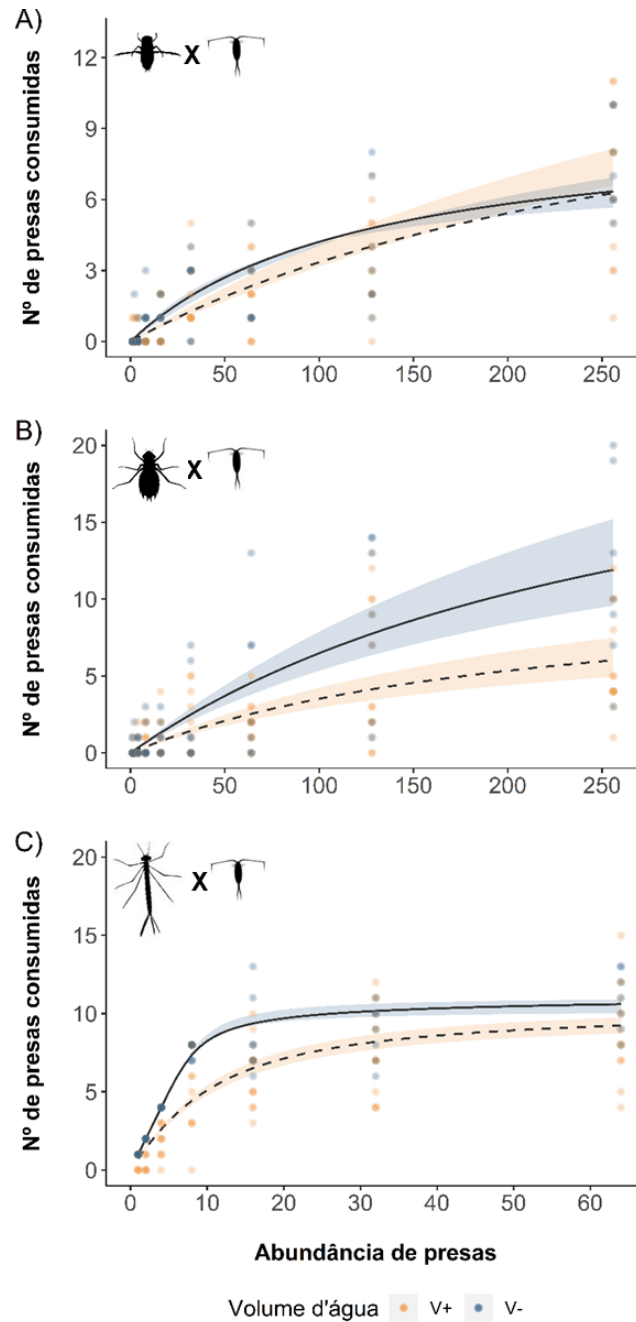 A)
X
Nº de presas consumidas
12
9
6
3
0
0 50 100 150 200 250
B)
X
Nº de presas consumidas
20
15
10
5
0
0 50 100 150 200 250
C)
X
Nº de presas consumidas
20
15
10
5
0
0 10 20 30 40 50 60
Abundância de presas
Volume d'água V+ V-